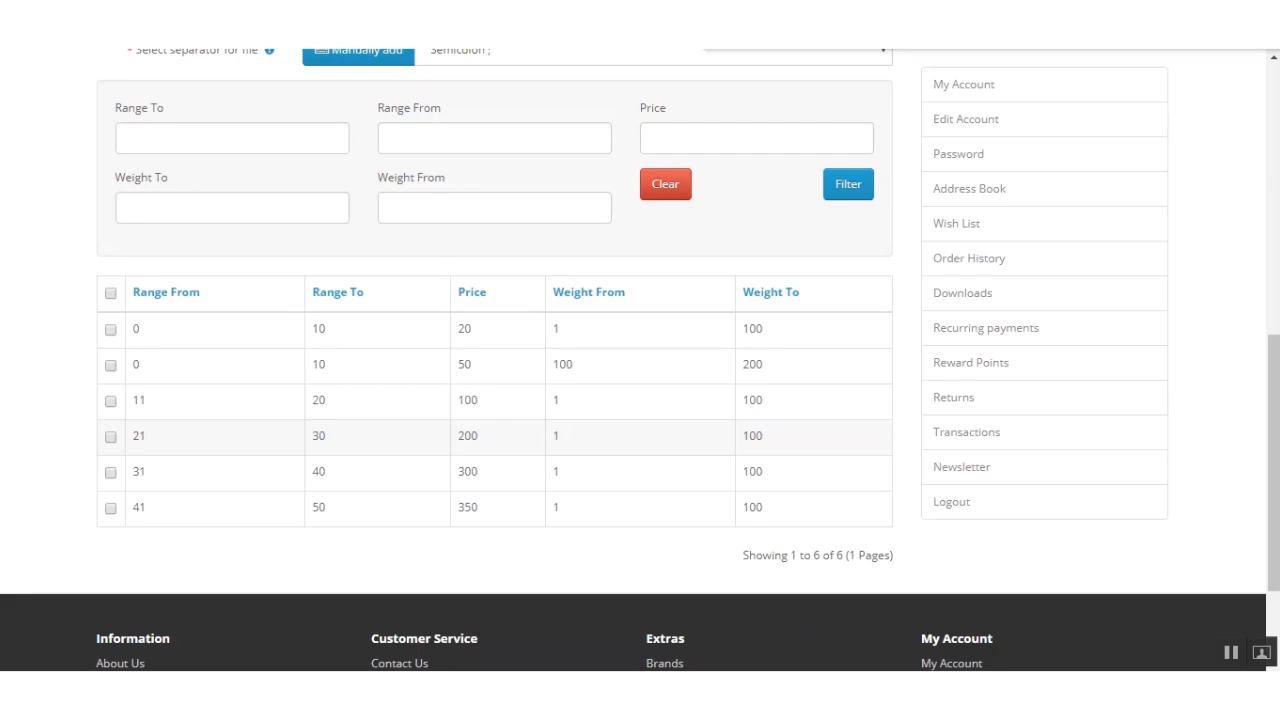 * Select separator for file
Manually add
Semicolon ;
Range To
Range From
Price
Weight To
Weight From
Clear
Filter
Range From Range To Price Weight From Weight To
0 10 20 1 100
0 10 50 100 200
11 20 100 1 100
21 30 200 1 100
31 40 300 1 100
41 50 350 1 100
Showing 1 to 6 of 6 (1 Pages)
My Account
Edit Account
Password
Address Book
Wish List
Order History
Downloads
Recurring payments
Reward Points
Returns
Transactions
Newsletter
Logout
Information Customer Service Extras My Account
About Us Contact Us Brands My Account